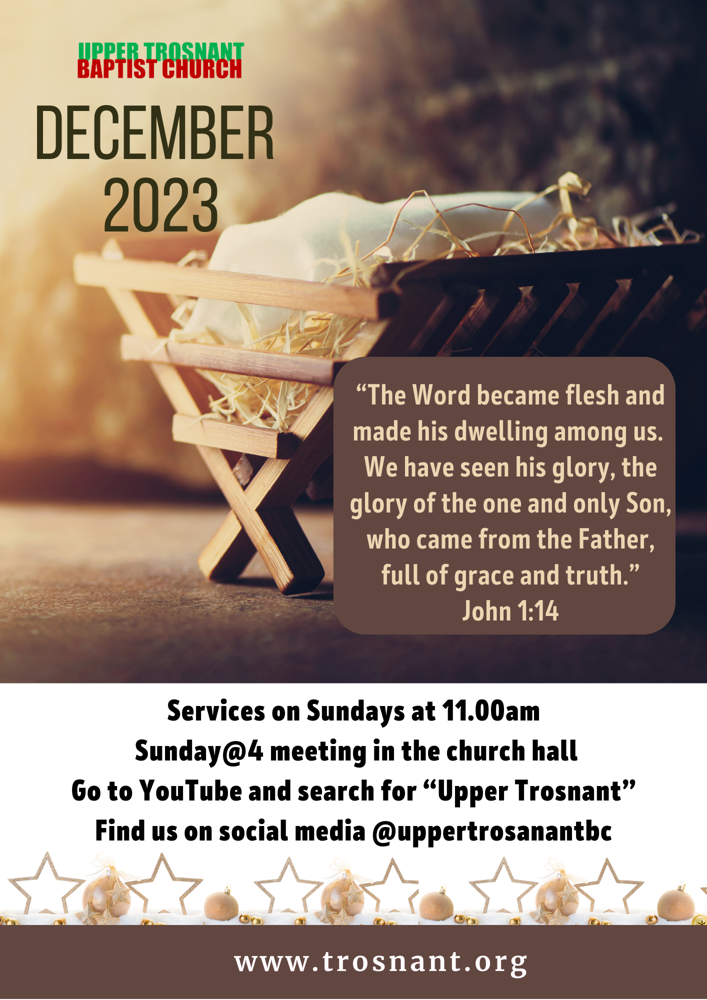 UPPER TROSNANT
BAPTIST CHURCH
DECEMBER
2023
“The Word became flesh and
made his dwelling among us.
We have seen his glory, the
glory of the one and only Son,
who came from the Father,
full of grace and truth.”
John 1:14
Services on Sundays at 11.00am
Sunday@4 meeting in the church hall
Go to YouTube and search for “Upper Trosnant”
Find us on social media @uppertrosanantbc
www.trosnant.org